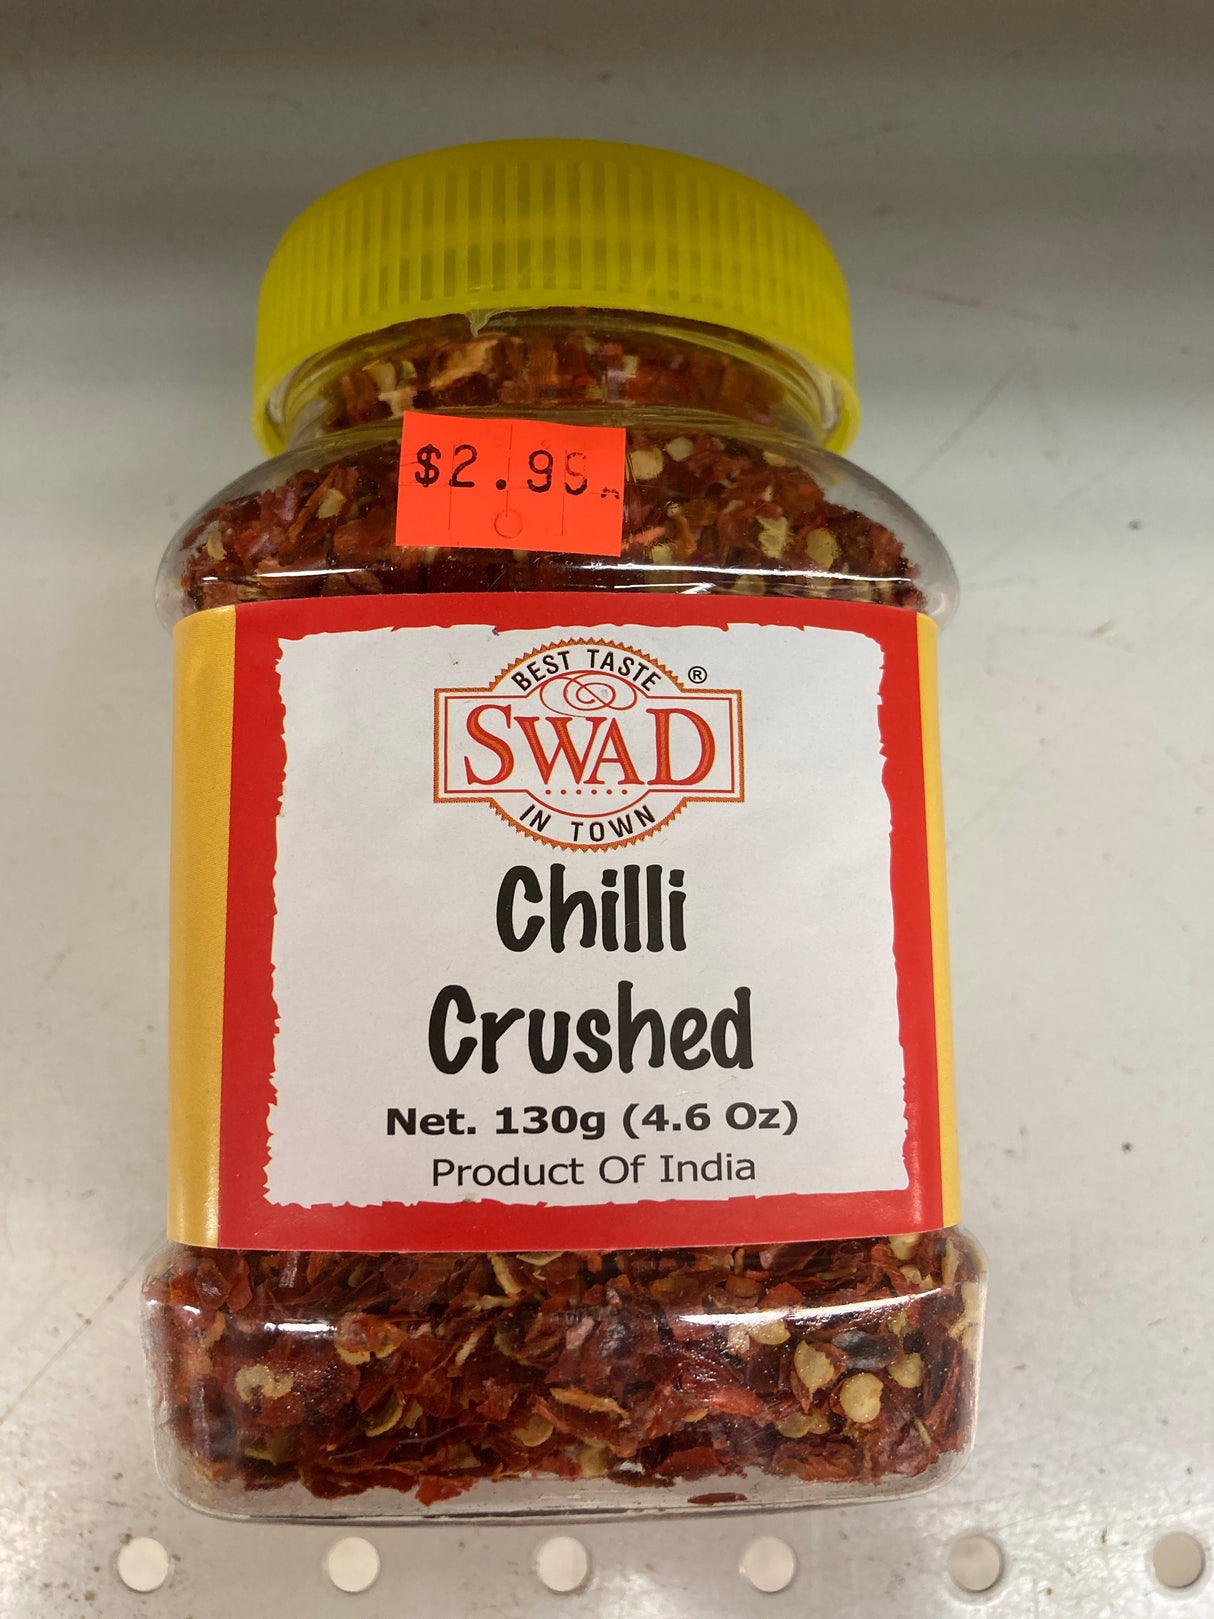 $2.99
BEST TASTE ®
SWAD
IN TOWN
Chilli
Crushed
Net. 130g (4.6 Oz)
Product Of India